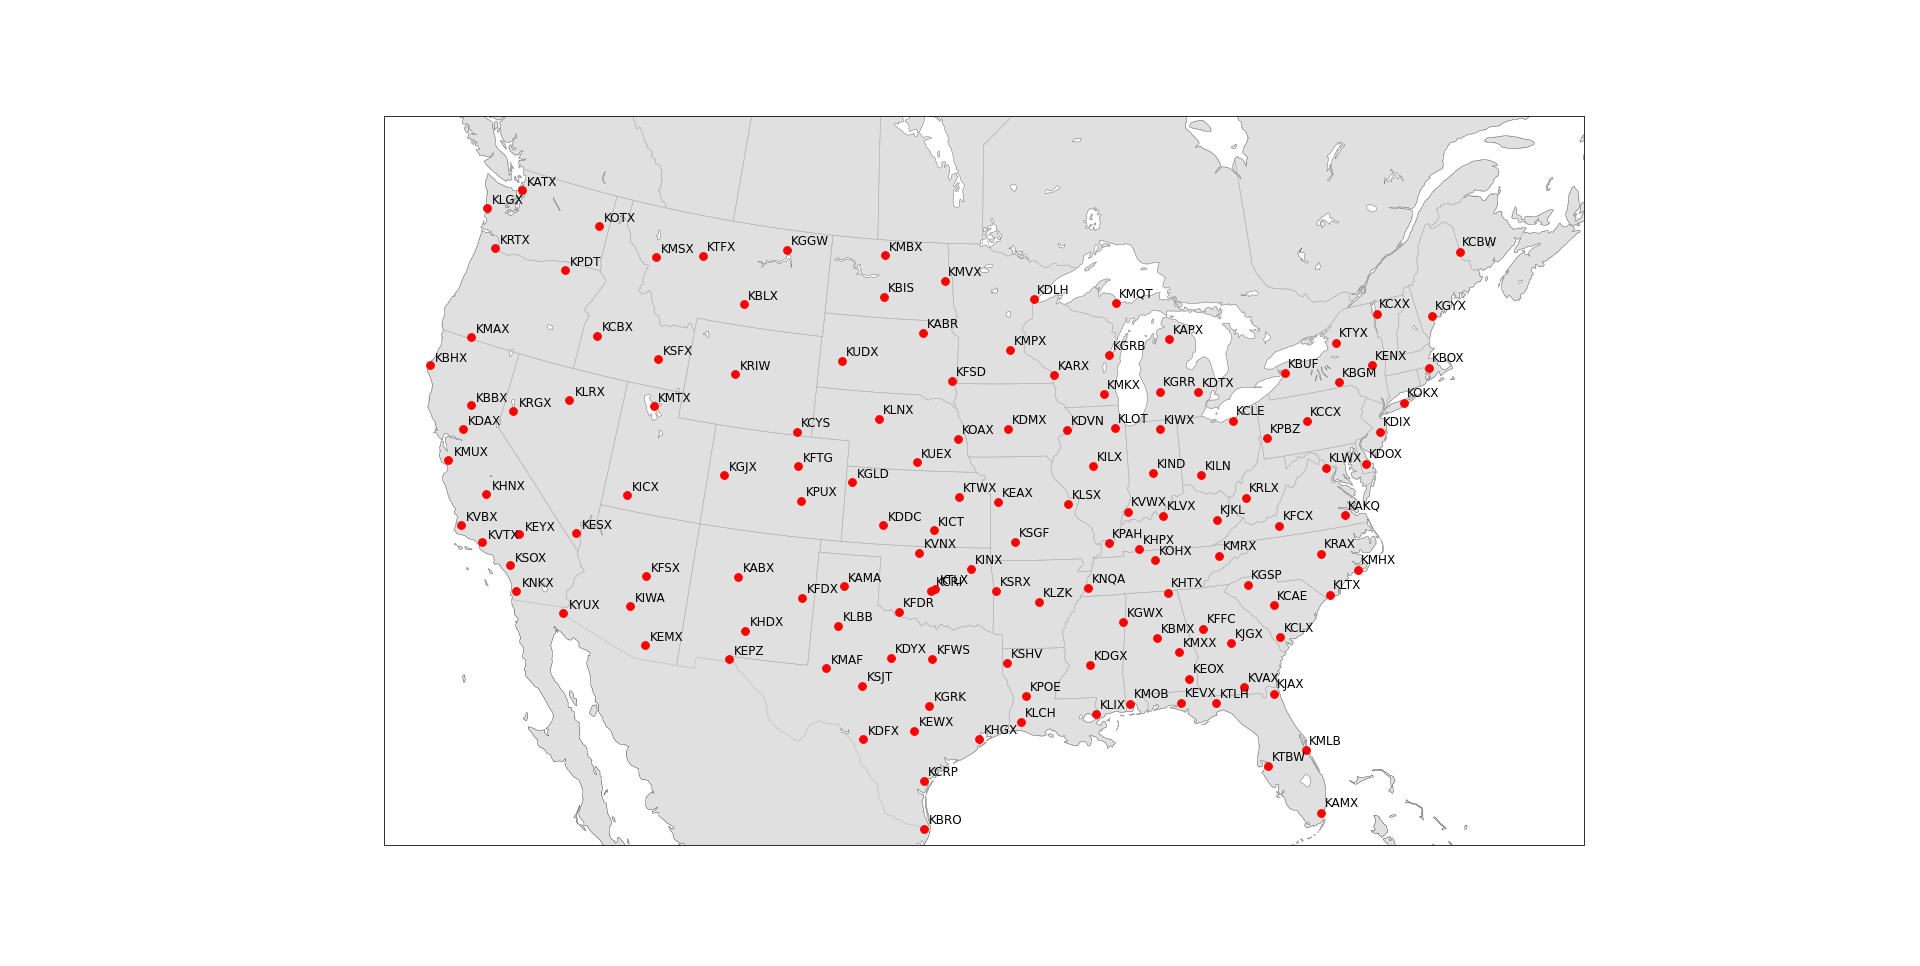 KATX
KLGX
KOTX
KRTX
KGGW
KMBX
KCBW
KMSX
KTFX
KPDT
KMVX
KBIS
KDLH
KMQT
KBLX
KCXX
KGYX
KMAX
KCBX
KABR
KAPX
KTYX
KMPX
KGRB
KSFX
KUDX
KBHX
KRIW
KFSD
KARX
KBUF
KENX
KBOX
KBGM
KMKX
KGRR
KDTX
KLRX
KBBX
KRGX
KMTX
KOKX
KLNX
KDAX
KCYS
KDMX
KDVN
KLOT
KIWX
KCLE
KCCX
KDIX
KOAX
KPBZ
KMUX
KFTG
KUEX
KILX
KIND
KILN
KLWX
KDOX
KGJX
KGLD
KHNX
KICX
KPUX
KTWX
KEAX
KLSX
KVWX
KLVX
KRLX
KAKQ
KVBX
KEYX
KESX
KDDC
KICT
KJKL
KFCX
KVTX
KVNX
KSGF
KPAH
KHPX
KOHX
KMRX
KRAX
KSOX
KINX
KMHX
KNKX
KFSX
KABX
KAMA
KTLX
KCRI
KSRX
KNQA
KHTX
KGSP
KLTX
KIWA
KFDX
KFDR
KLZK
KCAE
KYUX
KHDX
KLBB
KGWX
KFFC
KCLX
KBMX
KJGX
KEMX
KEPZ
KMAF
KDYX
KFWS
KSHV
KDGX
KMXX
KSJT
KEOX
KVAX
KJAX
KPOE
KGRK
KMOB
KEVX
KTLH
KLIX
KLCH
KDFX
KEWX
KHGX
KMLB
KTBW
KCRP
KAMX
KBRO